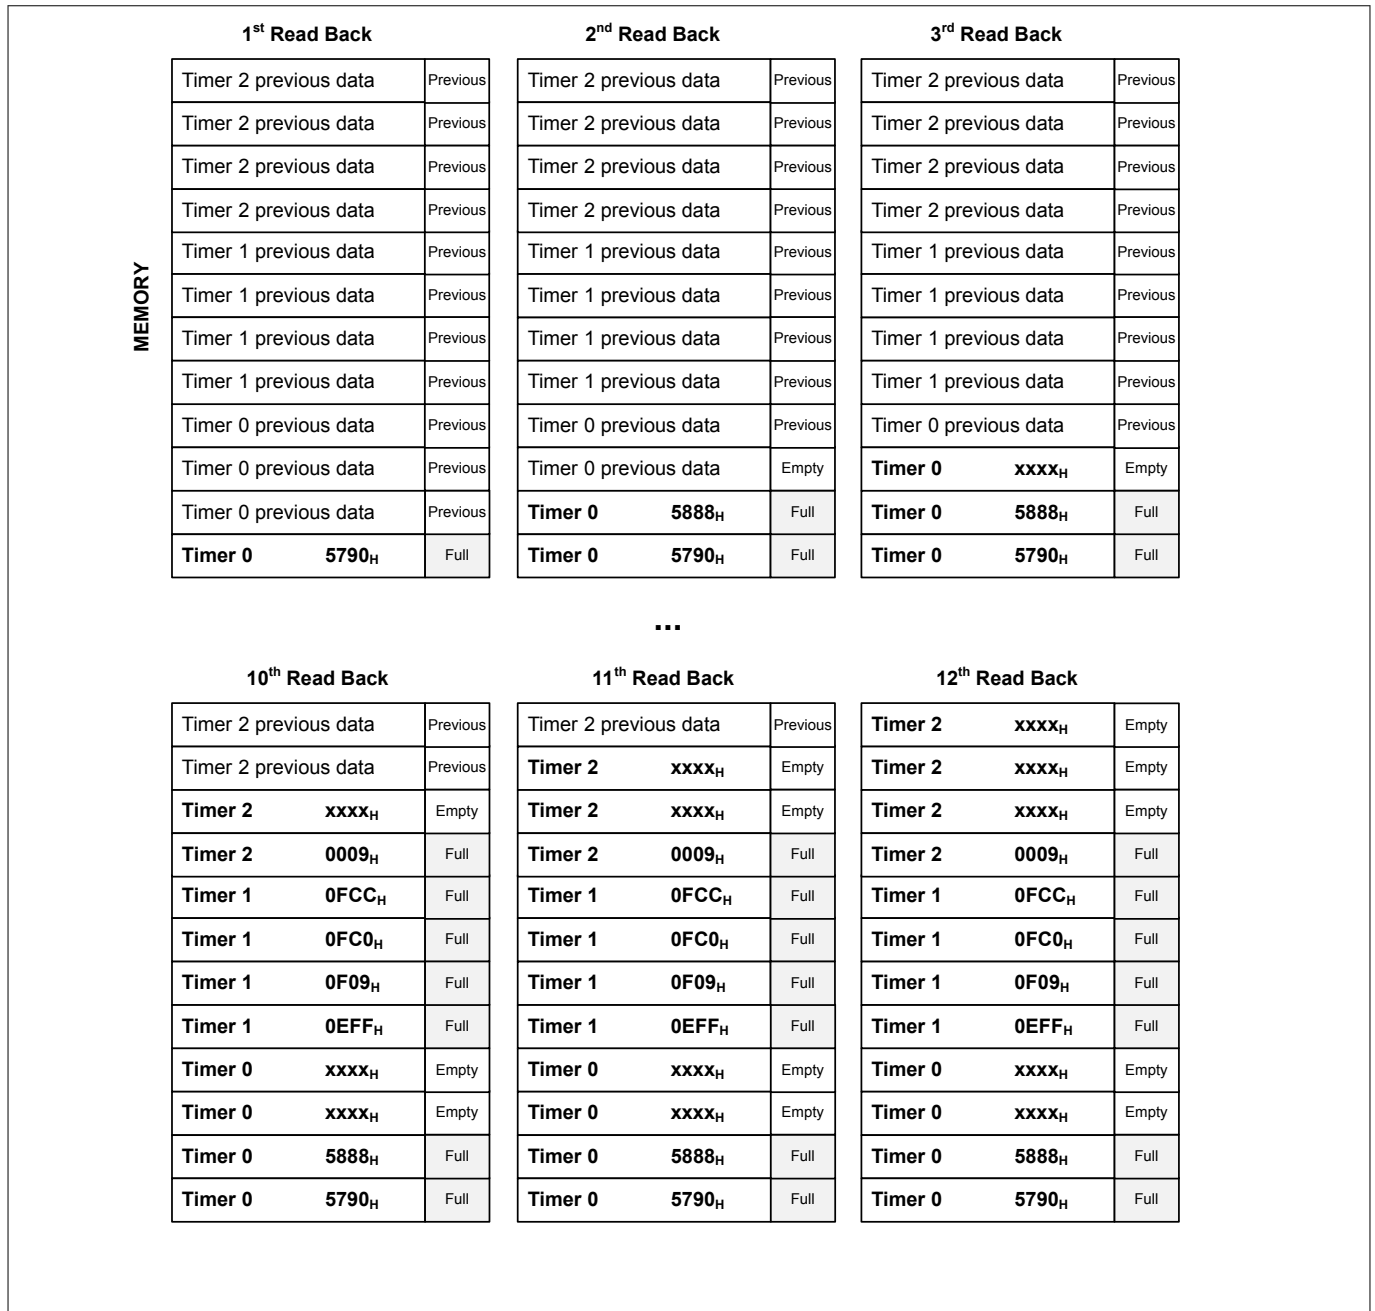 1st Read Back 2nd Read Back 3rd Read Back
Timer 2 previous data Previous Timer 2 previous data Previous Timer 2 previous data Previous
Timer 2 previous data Previous Timer 2 previous data Previous Timer 2 previous data Previous
Timer 2 previous data Previous Timer 2 previous data Previous Timer 2 previous data Previous
Timer 2 previous data Previous Timer 2 previous data Previous Timer 2 previous data Previous
Timer 1 previous data Previous Timer 1 previous data Previous Timer 1 previous data Previous
MEMORY
Timer 1 previous data Previous Timer 1 previous data Previous Timer 1 previous data Previous
Timer 1 previous data Previous Timer 1 previous data Previous Timer 1 previous data Previous
Timer 1 previous data Previous Timer 1 previous data Previous Timer 1 previous data Previous
Timer 0 previous data Previous Timer 0 previous data Previous Timer 0 previous data Previous
Timer 0 previous data Previous Timer 0 previous data Empty Timer 0 xxxxH Empty
Timer 0 previous data Previous Timer 0 5888H Full Timer 0 5888H Full
Timer 0 5790H Full Timer 0 5790H Full Timer 0 5790H Full
...
10th Read Back 11th Read Back 12th Read Back
Timer 2 previous data Previous Timer 2 previous data Previous Timer 2 xxxxH Empty
Timer 2 previous data Previous Timer 2 xxxxH Empty Timer 2 xxxxH Empty
Timer 2 xxxxH Empty Timer 2 xxxxH Empty Timer 2 xxxxH Empty
Timer 2 0009H Full Timer 2 0009H Full Timer 2 0009H Full
Timer 1 0FCCH Full Timer 1 0FCCH Full Timer 1 0FCCH Full
Timer 1 0FC0H Full Timer 1 0FC0H Full Timer 1 0FC0H Full
Timer 1 0F09H Full Timer 1 0F09H Full Timer 1 0F09H Full
Timer 1 0EFFH Full Timer 1 0EFFH Full Timer 1 0EFFH Full
Timer 0 xxxxH Empty Timer 0 xxxxH Empty Timer 0 xxxxH Empty
Timer 0 xxxxH Empty Timer 0 xxxxH Empty Timer 0 xxxxH Empty
Timer 0 5888H Full Timer 0 5888H Full Timer 0 5888H Full
Timer 0 5790H Full Timer 0 5790H Full Timer 0 5790H Full